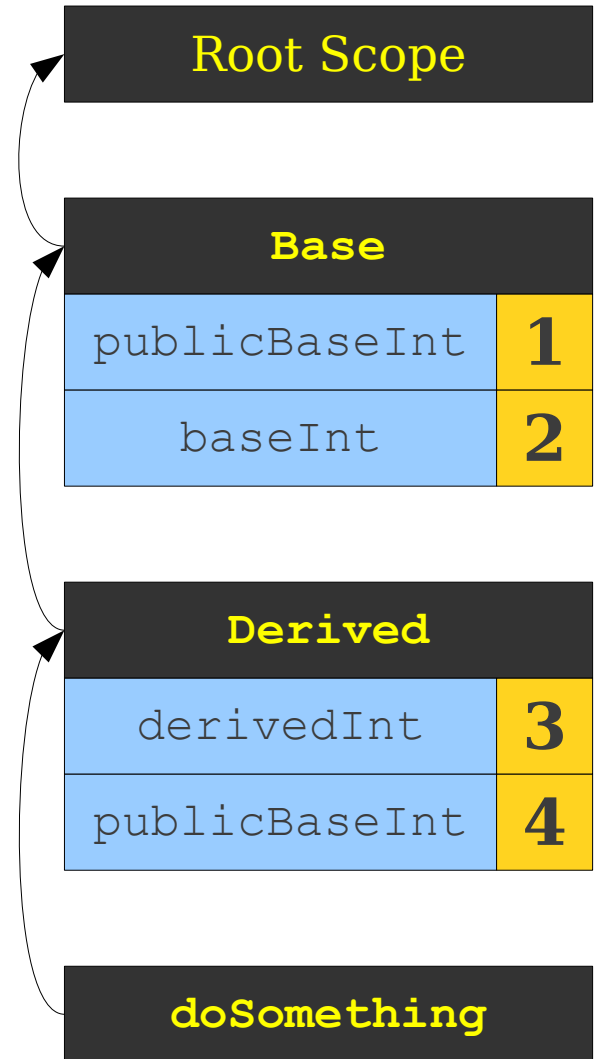 Root Scope
Base
publicBaseInt 1
baseInt 2
Derived
derivedInt 3
publicBaseInt 4
doSomething